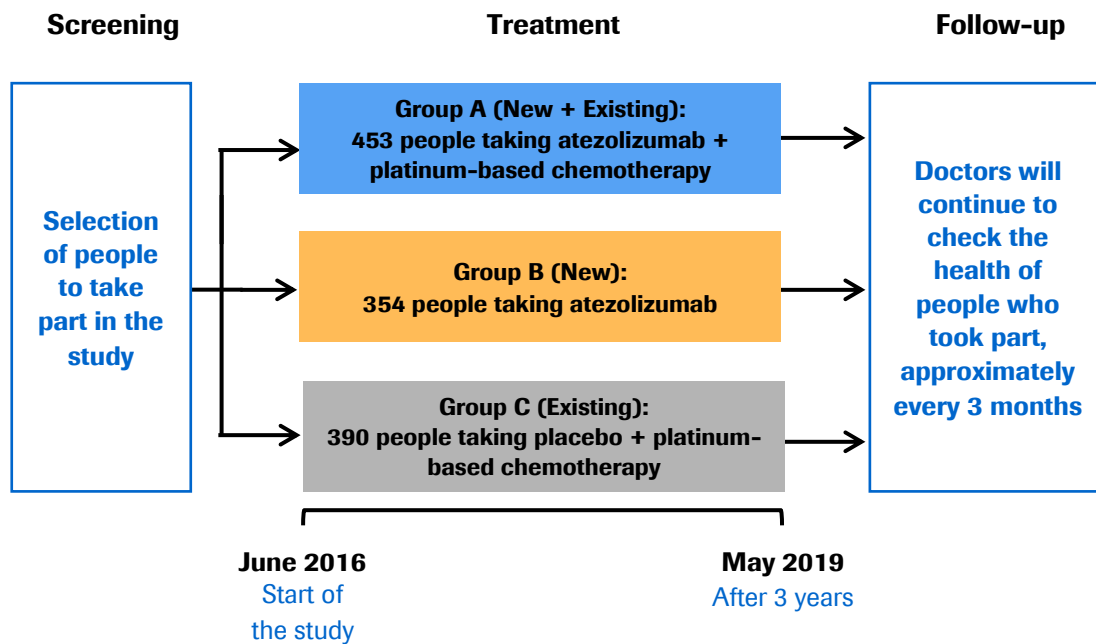 Screening
Treatment
Follow-up
Selection
of people
to take
part in the
study
Group A (New + Existing):
453 people taking atezolizumab +
platinum-based chemotherapy
Group B (New):
354 people taking atezolizumab
Group C (Existing):
390 people taking placebo + platinum-
based chemotherapy
Doctors will
continue to
check the
health of
people who
took part,
approximately
every 3 months
June 2016
Start of
the study
May 2019
After 3 years